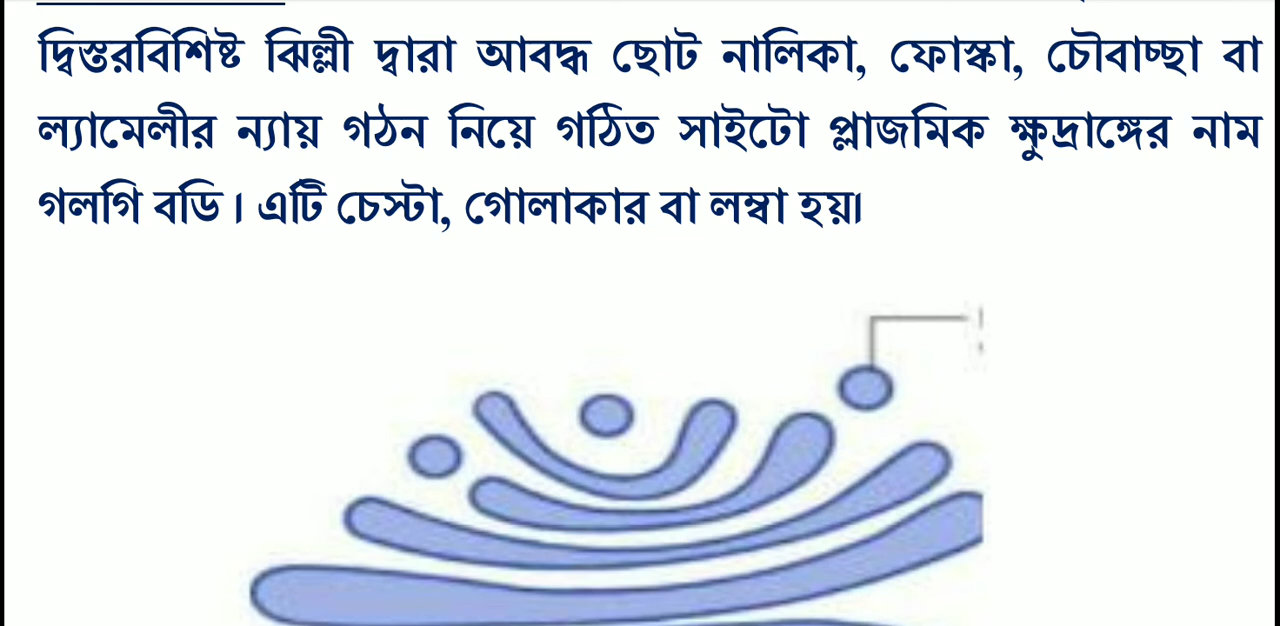 দ্বিস্তরবিশিষ্ট ঝিল্লী দ্বারা আবদ্ধ ছোট নালিকা, ফোস্কা, চৌবাচ্ছা বা
ল্যামেলীর ন্যায় গঠন নিয়ে গঠিত সাইটো প্লাজমিক ক্ষুদ্রাঙ্গের নাম
গলগি বডি। এটি চেস্টা, গোলাকার বা লম্বা হয়।